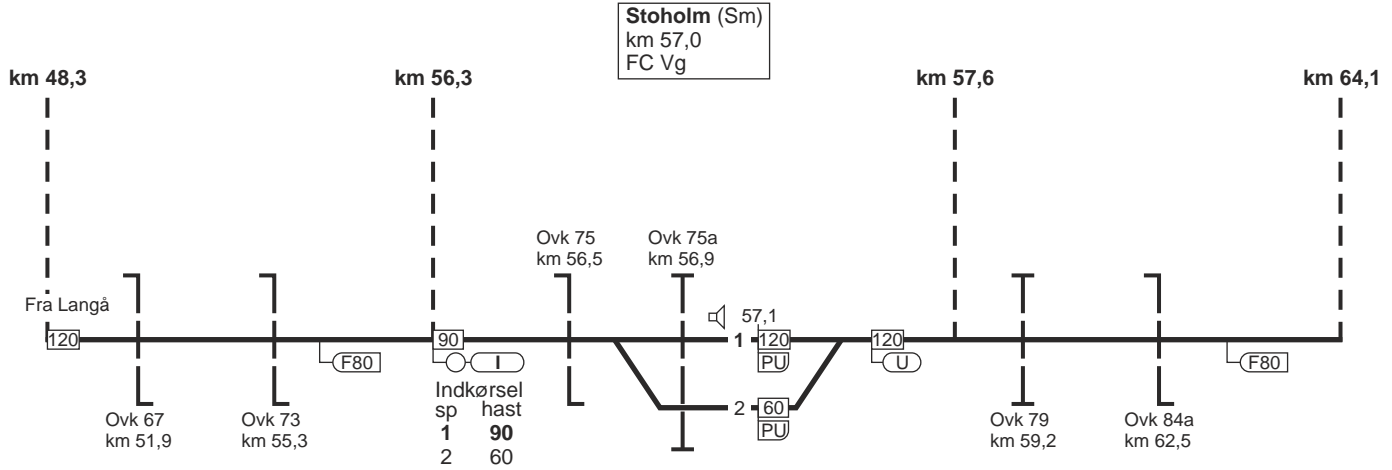 Stoholm (Sm)
km 57,0
FC Vg
km 48,3
km 56,3
km 57,6
km 64,1
Ovk 75
km 56,5
Ovk 75a
km 56,9
Fra Langå
57,1
120
90
1
120
120
F80
I
PU
U
F80
Indkørsel
sp hast
1 90
2 60
2
60
PU
Ovk 67
km 51,9
Ovk 73
km 55,3
Ovk 79
km 59,2
Ovk 84a
km 62,5